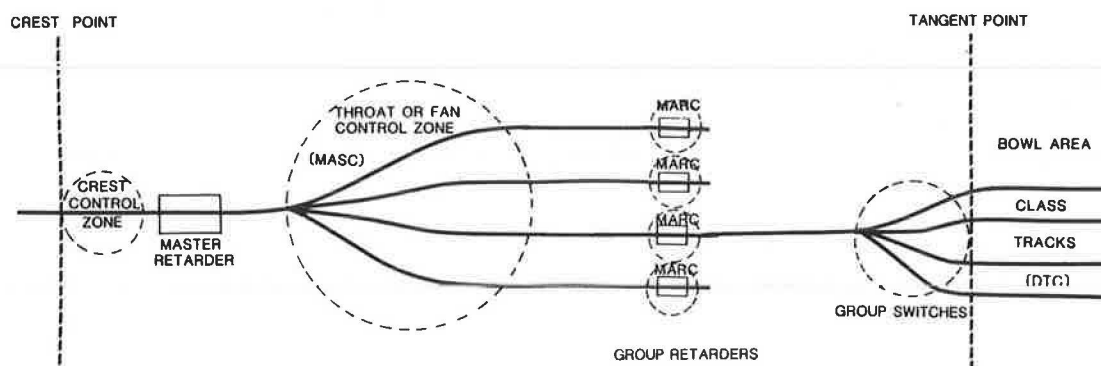 CREST POINT
TANGENT POINT
THROAT OR FAN
CONTROL ZONE
(MASC)
MARC
BOWL AREA
MARC
CREST
CONTROL
ZONE
CLASS
MARC
MASTER
RETARDER
TRACKS
MARC
(DTC)
GROUP SWITCHES
GROUP RETARDERS